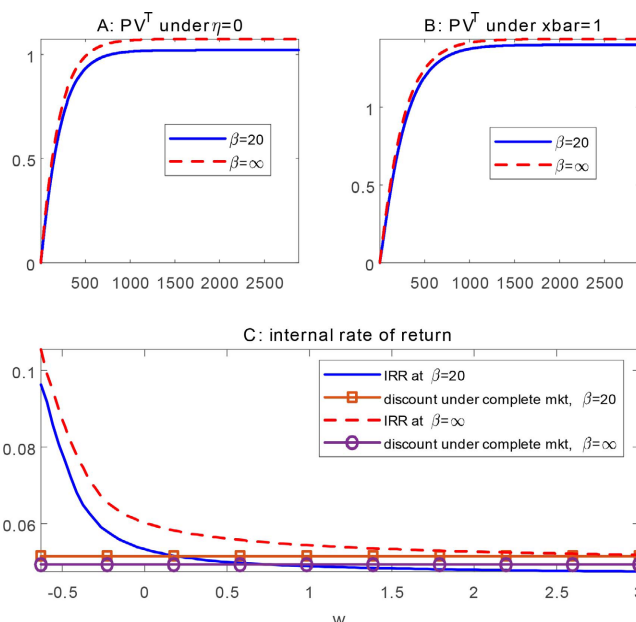 A: PV^T under η=0
1
0.5
0
β=20
β=∞
500 1000 1500 2000 2500
B: PV^T under xbar=1
1
0.5
0
β=20
β=∞
500 1000 1500 2000 2500
C: internal rate of return
0.1
0.08
0.06
IRR at β=20
discount under complete mkt, β=20
IRR at β=∞
discount under complete mkt, β=∞
-0.5 0 0.5 1 1.5 2 2.5 3
w